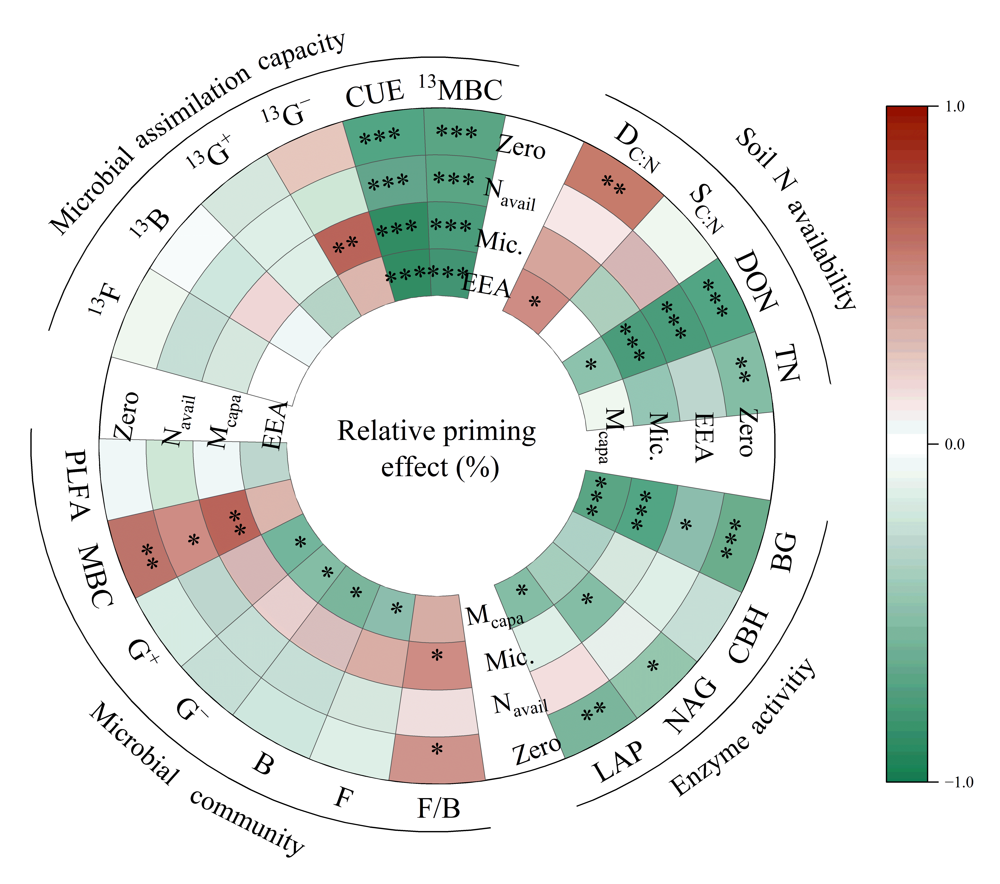 Microbial assimilation capacity
¹³F
¹³B
¹³G⁺
¹³G⁻
CUE
¹³MBC
***
***
***
***
***
***
**
***
***
Zero
N avail
Mic.
EEA
Soil N availability
D C:N
S C:N
DON
TN
**
*
***
***
***
*
**
M capa
Mic.
EEA
Zero
Zero
N avail
M capa
EEA
Relative priming
effect (%)
PLFA
MBC
G⁺
G⁻
B
F
F/B
**
*
**
*
*
*
*
*
*
Microbial community
M capa
Mic.
N avail
Zero
BG
CBH
NAG
LAP
***
***
*
***
*
*
*
**
Enzyme activitiy
1.0
0.0
−1.0